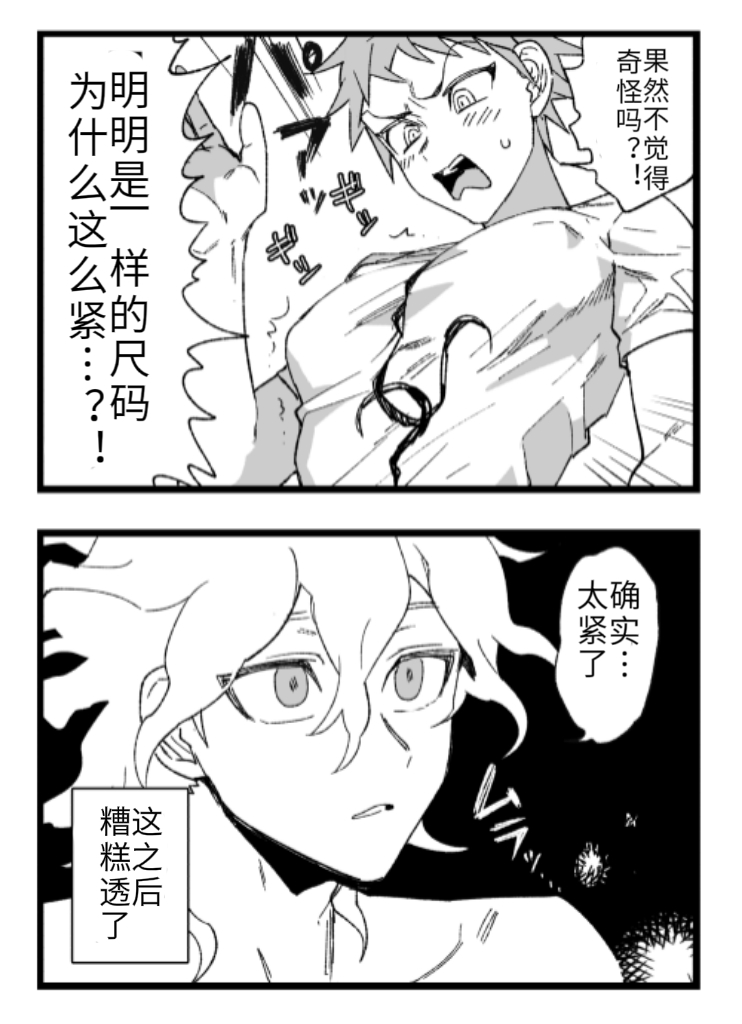 果然不觉得
奇怪吗？！
明明是一样的尺码
为什么这么紧…？！
ギッ
ギッ
确实…
太紧了
这之后
糟糕透了